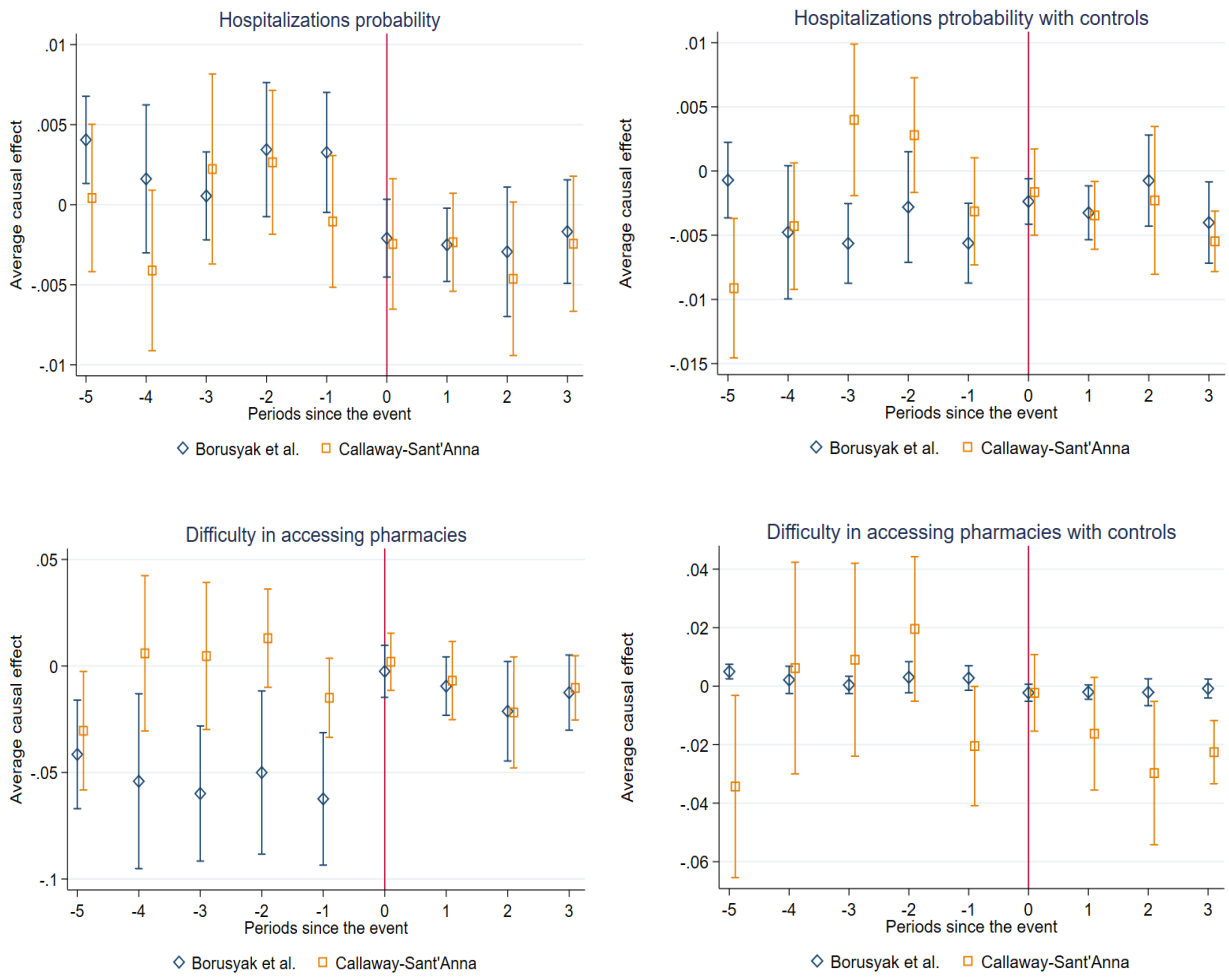 Hospitalizations probability
Average causal effect
.01
.005
0
-.005
-.01
-5 -4 -3 -2 -1 0 1 2 3
Periods since the event
Borusyak et al. Callaway-Sant'Anna
Hospitalizations ptrobability with controls
Average causal effect
.01
.005
0
-.005
-.01
-.015
-5 -4 -3 -2 -1 0 1 2 3
Periods since the event
Borusyak et al. Callaway-Sant'Anna
Difficulty in accessing pharmacies
Average causal effect
.05
0
-.05
-.1
-5 -4 -3 -2 -1 0 1 2 3
Periods since the event
Borusyak et al. Callaway-Sant'Anna
Difficulty in accessing pharmacies with controls
Average causal effect
.04
.02
0
-.02
-.04
-.06
-5 -4 -3 -2 -1 0 1 2 3
Periods since the event
Borusyak et al. Callaway-Sant'Anna